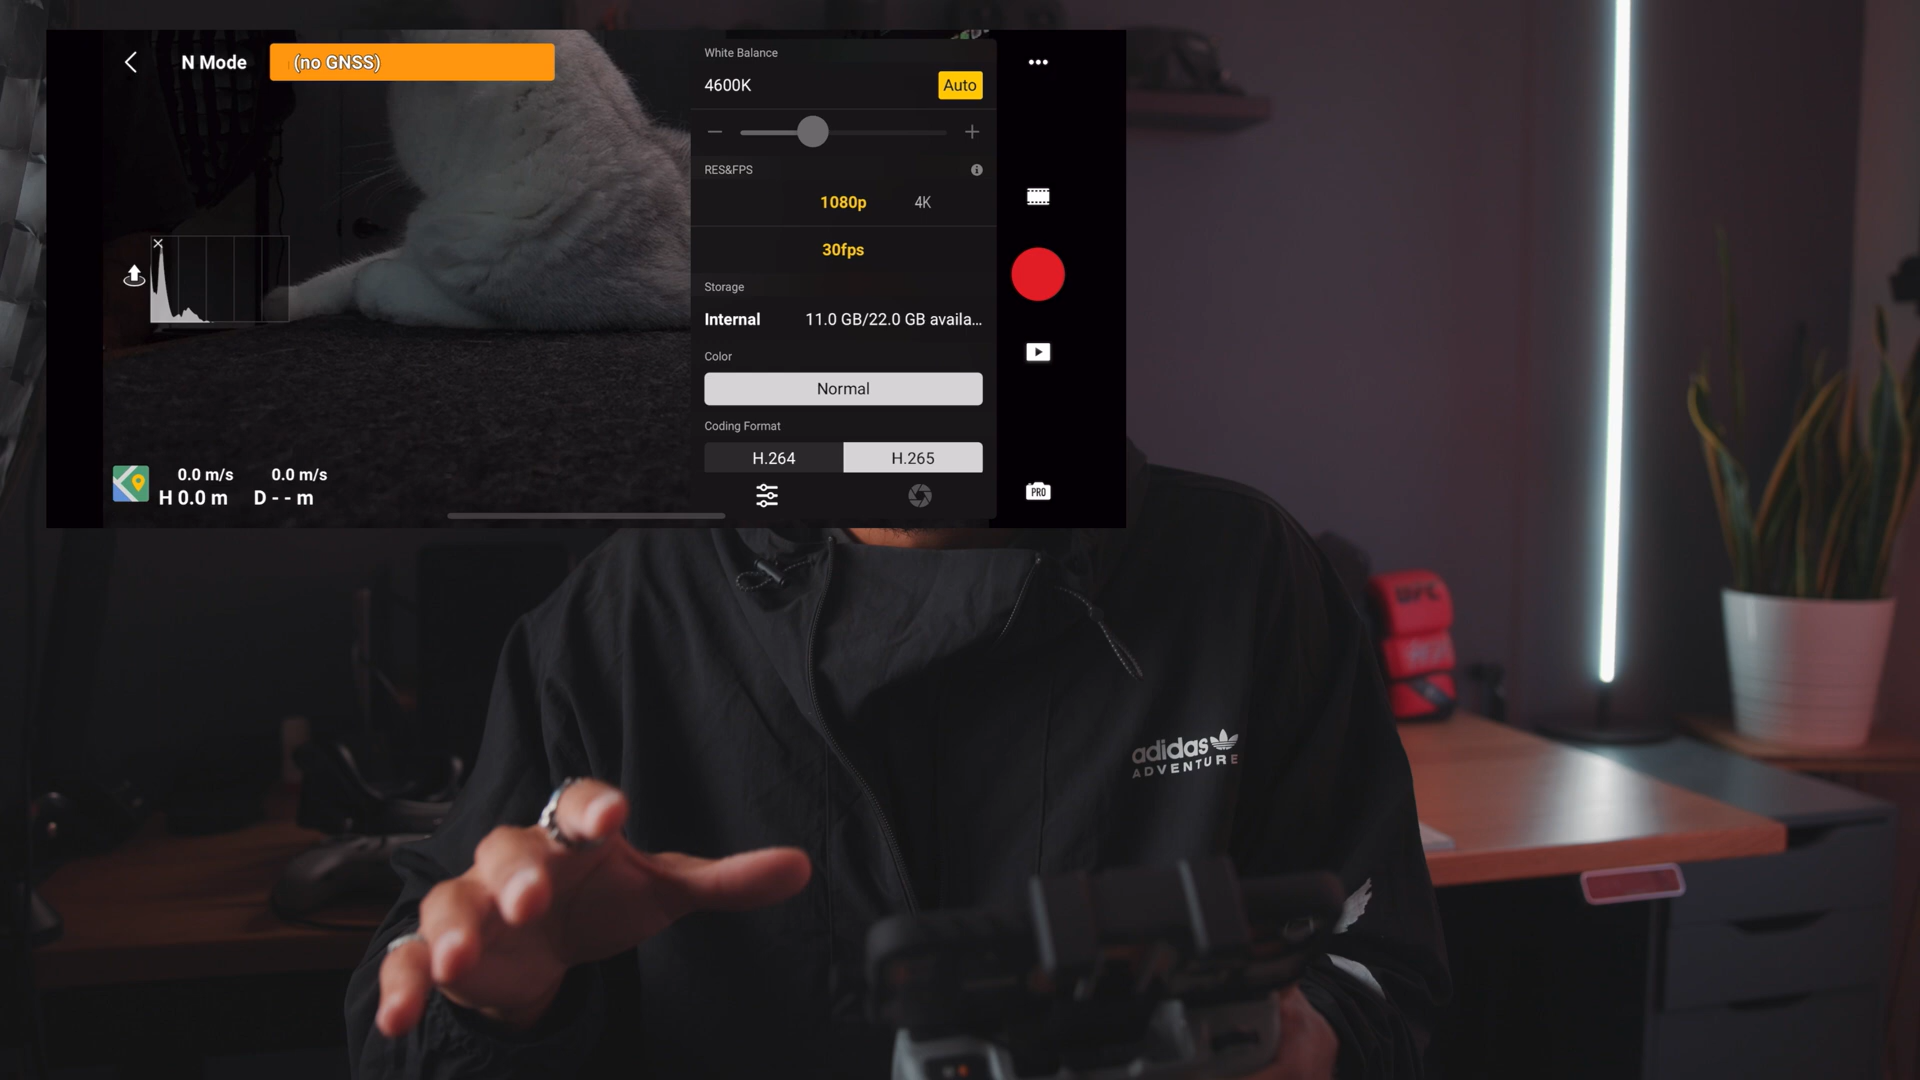 N Mode
(no GNSS)
White Balance
4600K
Auto
RES&FPS
1080p
4K
30fps
Storage
Internal
11.0 GB/22.0 GB availa...
Color
Normal
Coding Format
H.264
H.265
0.0 m/s
0.0 m/s
H 0.0 m
D - - m
PRO
UFC
adidas
ADVENTURE